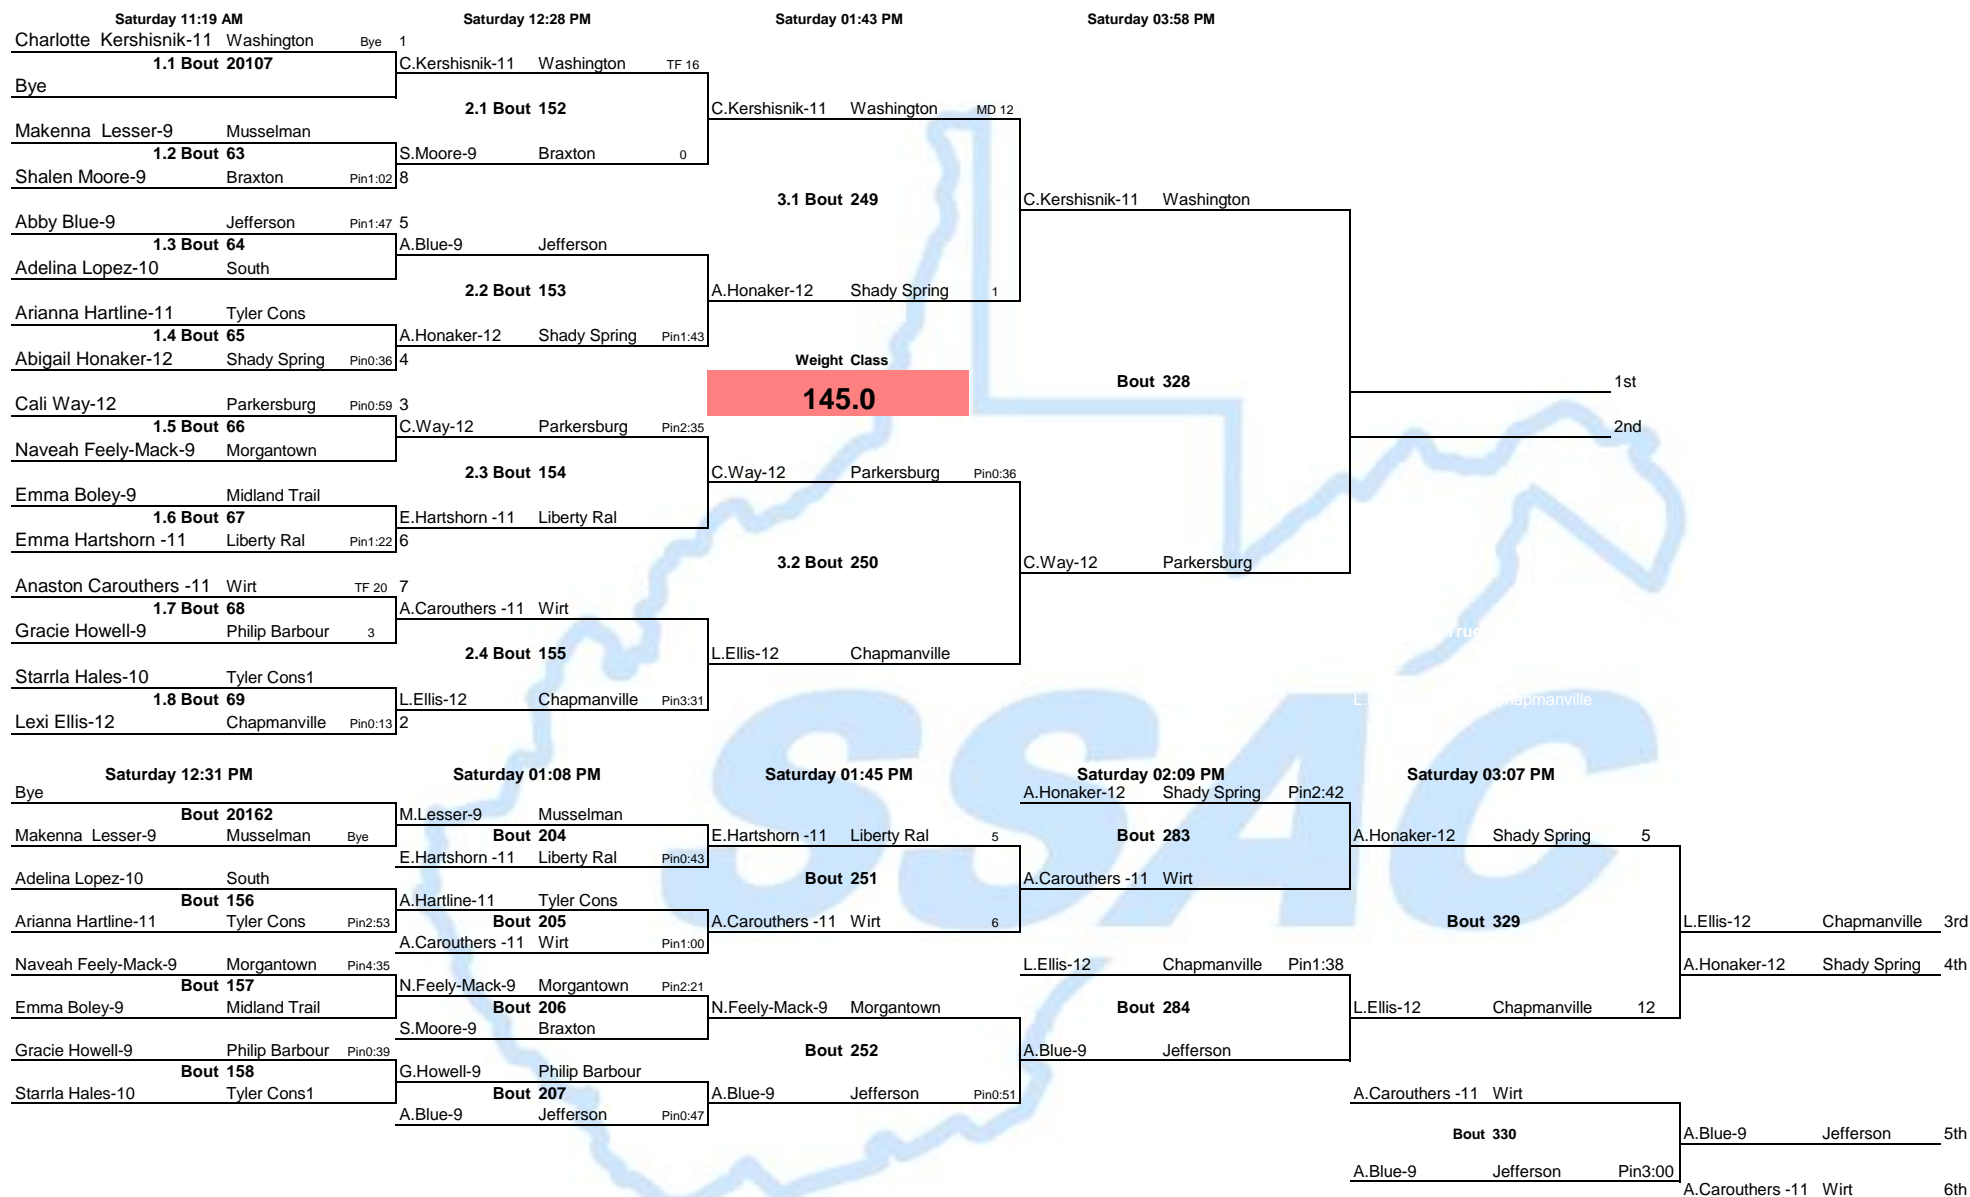 Saturday 11:19 AM Saturday 12:28 PM Saturday 01:43 PM Saturday 03:58 PM
Charlotte Kershisnik-11 Washington Bye 1
1.1 Bout 20107 C.Kershisnik-11 Washington TF 16
Bye
2.1 Bout 152 C.Kershisnik-11 Washington MD 12
Makenna Lesser-9 Musselman
1.2 Bout 63 S.Moore-9 Braxton 0
Shalen Moore-9 Braxton Pin1:02 8
3.1 Bout 249 C.Kershisnik-11 Washington
Abby Blue-9 Jefferson Pin1:47 5
1.3 Bout 64 A.Blue-9 Jefferson
Adelina Lopez-10 South
2.2 Bout 153 A.Honaker-12 Shady Spring 1
Arianna Hartline-11 Tyler Cons
1.4 Bout 65 A.Honaker-12 Shady Spring Pin1:43
Abigail Honaker-12 Shady Spring Pin0:36 4 Weight Class
Bout 328 1st
Cali Way-12 Parkersburg Pin0:59 3 145.0
1.5 Bout 66 C.Way-12 Parkersburg Pin2:35 2nd
Naveah Feely-Mack-9 Morgantown
2.3 Bout 154 C.Way-12 Parkersburg Pin0:36
Emma Boley-9 Midland Trail
1.6 Bout 67 E.Hartshorn -11 Liberty Ral
Emma Hartshorn -11 Liberty Ral Pin1:22 6
3.2 Bout 250 C.Way-12 Parkersburg
Anaston Carouthers -11 Wirt TF 20 7
1.7 Bout 68 A.Carouthers -11 Wirt
Gracie Howell-9 Philip Barbour 3 True
2.4 Bout 155 L.Ellis-12 Chapmanville
Starrla Hales-10 Tyler Cons1
1.8 Bout 69 L.Ellis-12 Chapmanville Pin3:31 L. hapmanville
Lexi Ellis-12 Chapmanville Pin0:13 2
SSAC
Saturday 12:31 PM Saturday 01:08 PM Saturday 01:45 PM Saturday 02:09 PM Saturday 03:07 PM
Bye A.Honaker-12 Shady Spring Pin2:42
Bout 20162 M.Lesser-9 Musselman
Makenna Lesser-9 Musselman Bye Bout 204 E.Hartshorn -11 Liberty Ral 5 Bout 283 A.Honaker-12 Shady Spring 5
E.Hartshorn -11 Liberty Ral Pin0:43
Adelina Lopez-10 South Bout 251 A.Carouthers -11 Wirt
Bout 156 A.Hartline-11 Tyler Cons
Arianna Hartline-11 Tyler Cons Pin2:53 Bout 205 A.Carouthers -11 Wirt 6 Bout 329 L.Ellis-12 Chapmanville 3rd
A.Carouthers -11 Wirt Pin1:00
Naveah Feely-Mack-9 Morgantown Pin4:35 L.Ellis-12 Chapmanville Pin1:38 A.Honaker-12 Shady Spring 4th
Bout 157 N.Feely-Mack-9 Morgantown Pin2:21
Emma Boley-9 Midland Trail Bout 206 N.Feely-Mack-9 Morgantown Bout 284 L.Ellis-12 Chapmanville 12
S.Moore-9 Braxton
Gracie Howell-9 Philip Barbour Pin0:39 Bout 252 A.Blue-9 Jefferson
Bout 158 G.Howell-9 Philip Barbour
Starrla Hales-10 Tyler Cons1 Bout 207 A.Blue-9 Jefferson Pin0:51 A.Carouthers -11 Wirt
A.Blue-9 Jefferson Pin0:47
Bout 330 A.Blue-9 Jefferson 5th
A.Blue-9 Jefferson Pin3:00
A.Carouthers -11 Wirt 6th